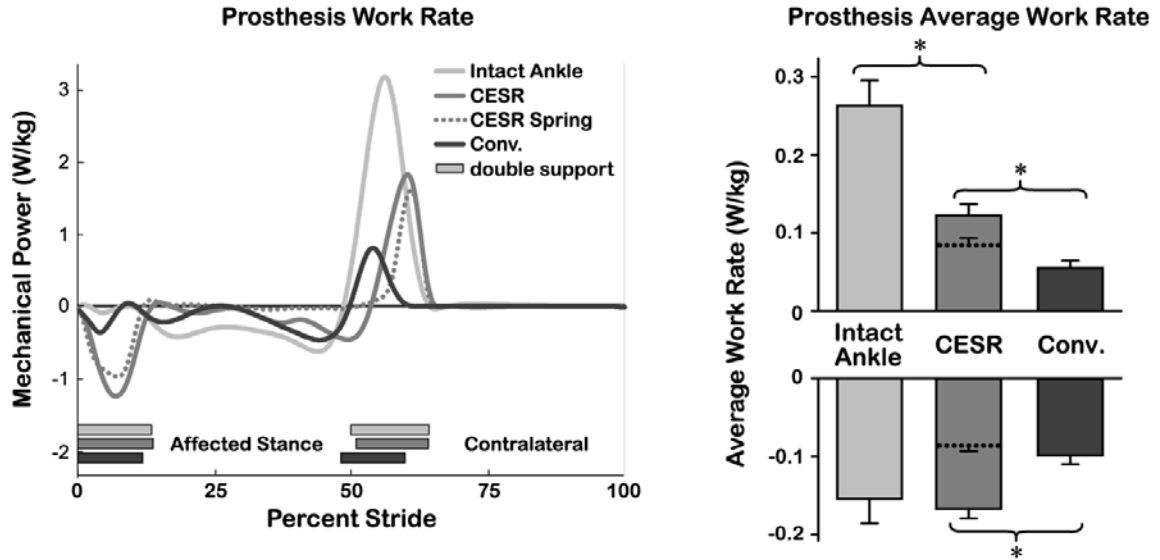 Prosthesis Work Rate
Mechanical Power (W/kg)
3
2
1
0
-1
-2
Intact Ankle
CESR
CESR Spring
Conv.
double support
Affected Stance
Contralateral
0 25 50 75 100
Percent Stride
Prosthesis Average Work Rate
Average Work Rate (W/kg)
*
*
0.3
0.2
0.1
0
Intact
Ankle
CESR
Conv.
0
-0.1
-0.2
*